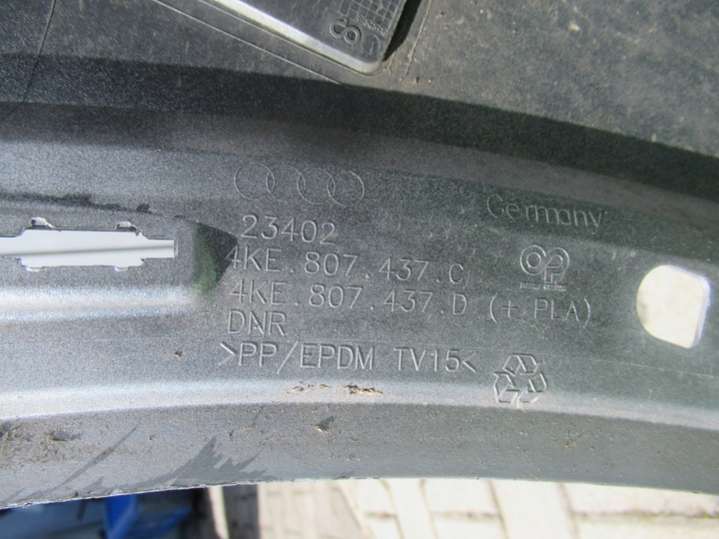 Germany
23402
4KE.807.437.C
4KE.807.437.D (+ PLA)
DNR
>PP/EPDM TV15<